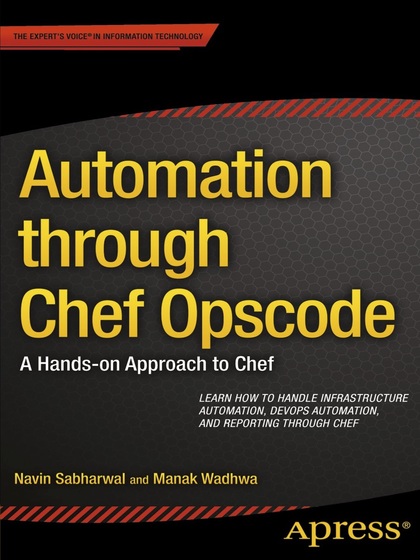 THE EXPERT'S VOICE® IN INFORMATION TECHNOLOGY
Automation
through
Chef Opscode
A Hands-on Approach to Chef
LEARN HOW TO HANDLE INFRASTRUCTURE
AUTOMATION, DEVOPS AUTOMATION,
AND REPORTING THROUGH CHEF
Navin Sabharwal and Manak Wadhwa
Apress®